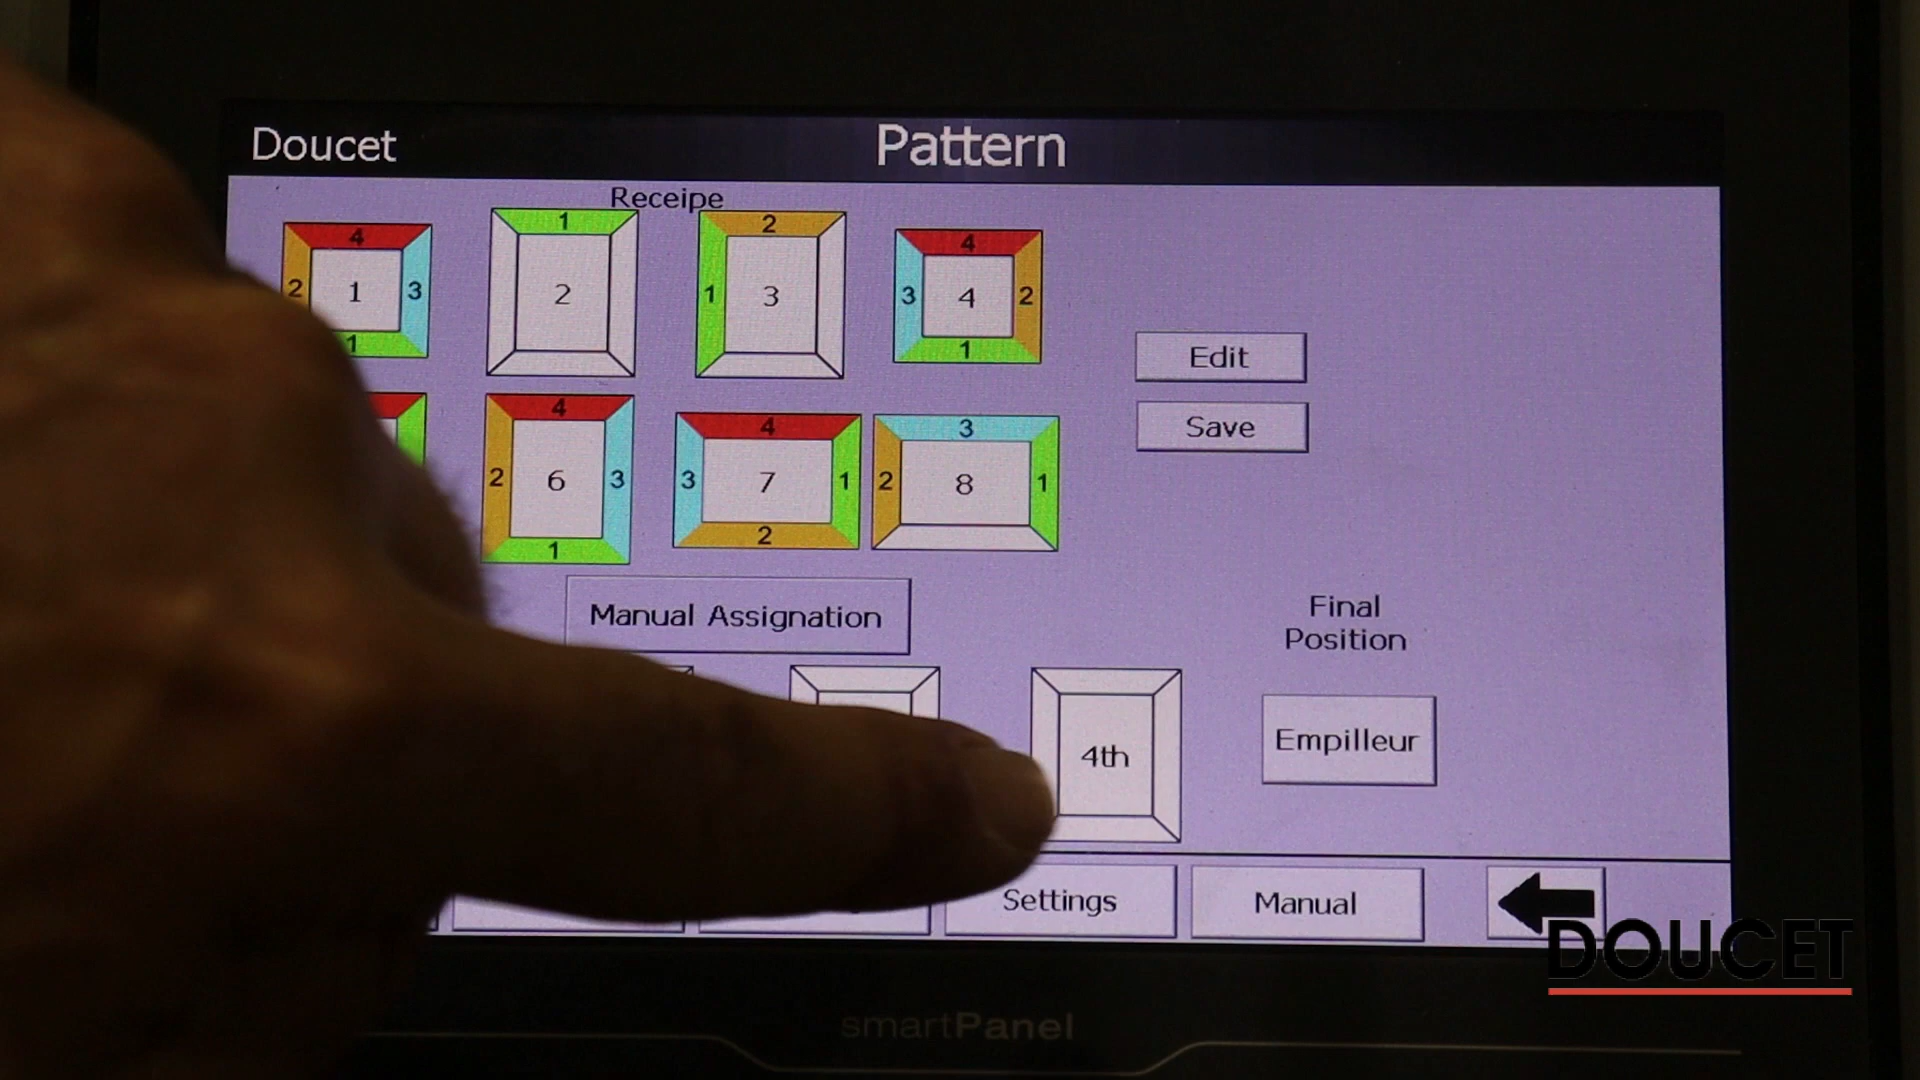 Doucet
Pattern
Receipe
4
2 1 3
1
1
2
2
1 3
4
3 4 2
1
4
2 6 3
1
4
3 7 1
2
3
2 8 1
Edit
Save
Manual Assignation
Final
Position
4th
Empilleur
Settings
Manual
DOUCET
smartPanel